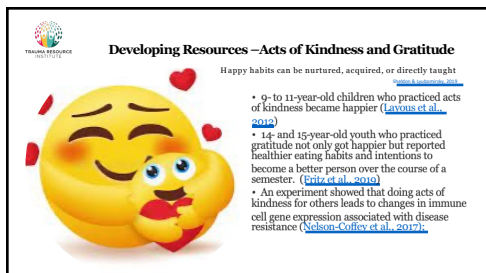 TRAUMA RESOURCE
INSTITUTE
Developing Resources –Acts of Kindness and Gratitude
Happy habits can be nurtured, acquired, or directly taught
Sheldon & Lyubomirsky, 2019
• 9- to 11-year-old children who practiced acts
of kindness became happier (Layous et al.,
2012)
• 14- and 15-year-old youth who practiced
gratitude not only got happier but reported
healthier eating habits and intentions to
become a better person over the course of a
semester. (Fritz et al., 2019)
• An experiment showed that doing acts of
kindness for others leads to changes in immune
cell gene expression associated with disease
resistance (Nelson-Coffey et al., 2017);